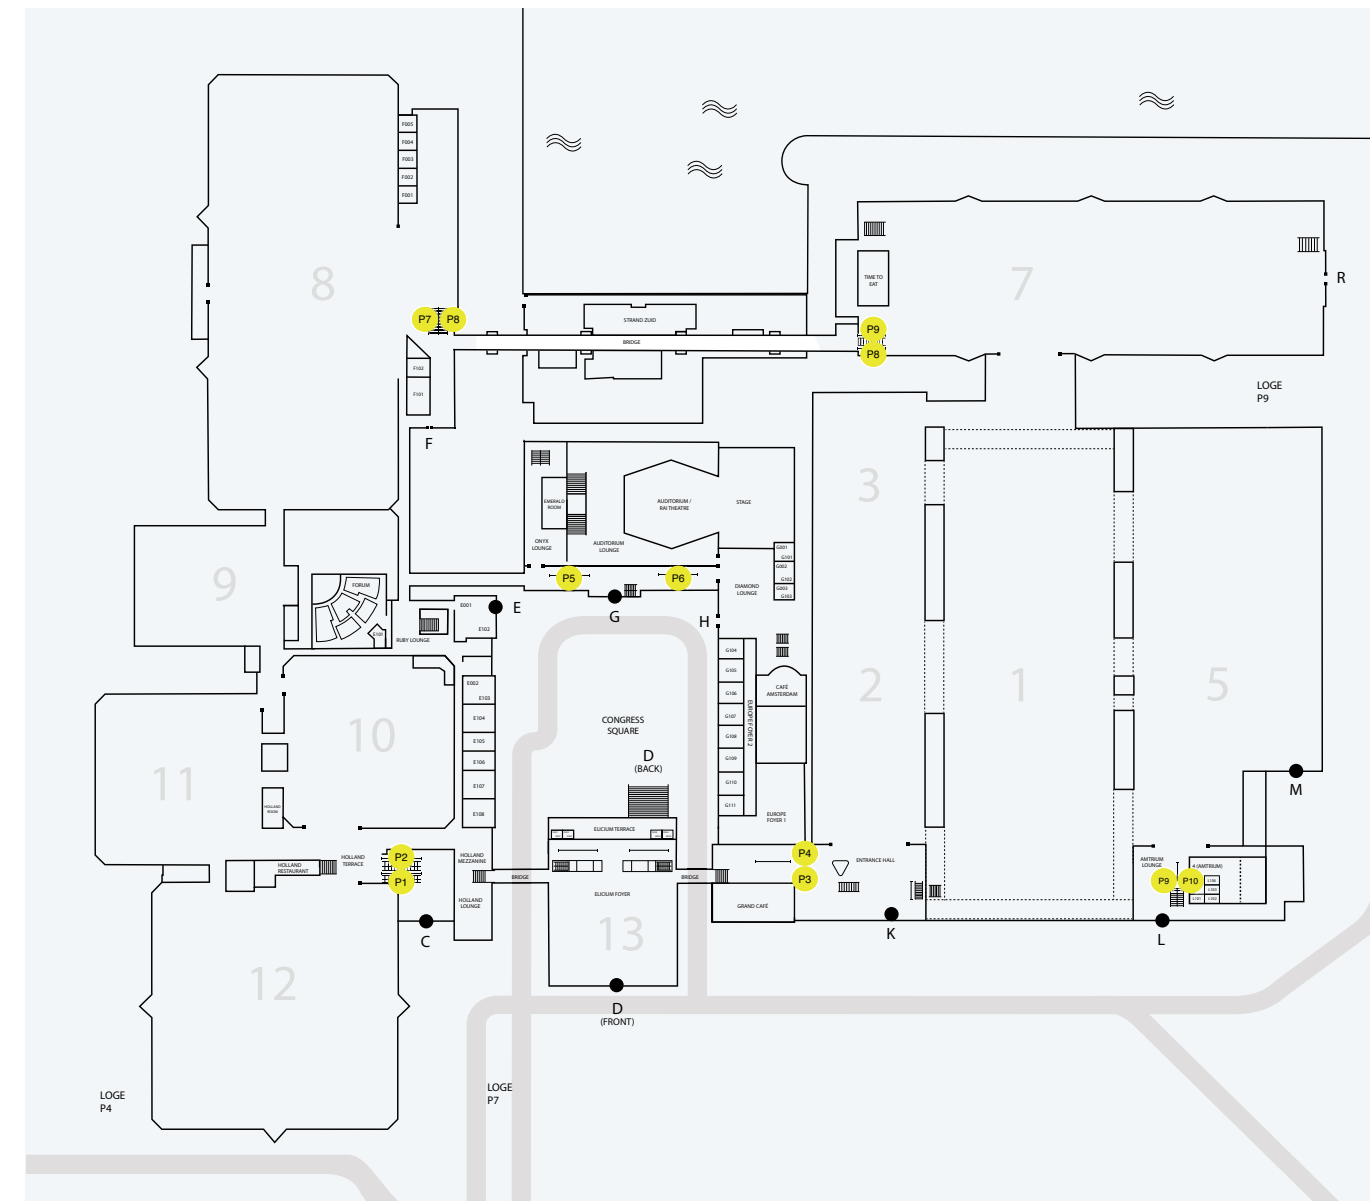 F005
F004
F003
F002
F001
8
7
R
TIME TO
EAT
P7
P8
STRAND ZUID
BRIDGE
P9
P8
F102
F101
LOGE
P9
F
3
EMERALD
ROOM
AUDITORIUM /
RAI THEATRE
STAGE
ONYX
LOUNGE
AUDITORIUM
LOUNGE
G001
G101
G002
G102
G003
G103
9
FORUM
P5
P6
DIAMOND
LOUNGE
E001
E
G
H
E102
RUBY LOUNGE
G104
G105
E002
E103
G106
CAFÉ
AMSTERDAM
2
1
5
E104
G107
EUROPE FOYER 2
CONGRESS
SQUARE
10
E105
G108
E106
G109
D
(BACK)
11
E107
G110
M
HOLLAND
ROOM
E108
G111
EUROPE
FOYER 1
ELICIUM TERRACE
P2
HOLLAND
TERRACE
HOLLAND
MEZZANINE
P4
ENTRANCE HALL
AMTRIUM
LOUNGE
4 (AMTRIUM)
HOLLAND
RESTAURANT
P1
BRIDGE
BRIDGE
P3
P9
P10
ELICIUM FOYER
HOLLAND
LOUNGE
GRAND CAFÉ
13
C
K
L
12
D
(FRONT)
LOGE
P4
LOGE
P7